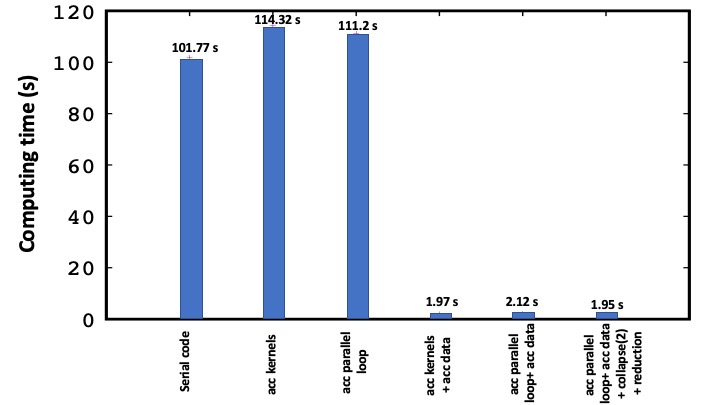 Computing time (s)
120
100
80
60
40
20
0
101.77 s
114.32 s
111.2 s
1.97 s
2.12 s
1.95 s
Serial code
acc kernels
acc parallel
loop
acc kernels
+ acc data
acc parallel
loop+ acc data
acc parallel
loop+ acc data
+ collapse(2)
+ reduction